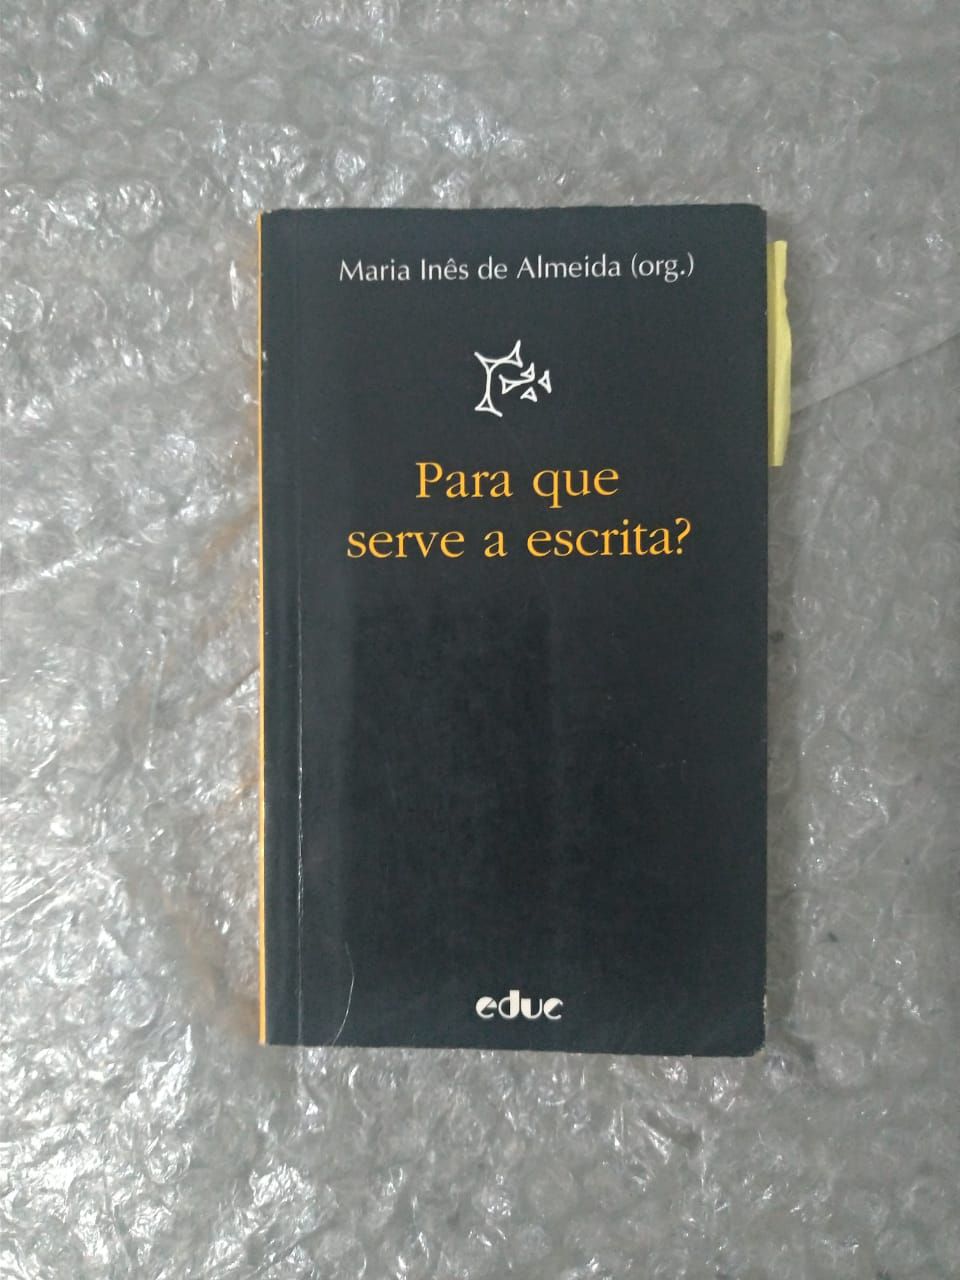 Maria Inês de Almeida (org.)
Para que
serve a escrita?
educ